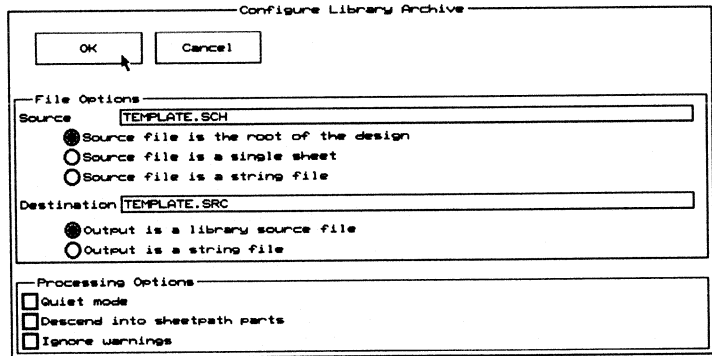 Configure Library Archive
OK Cancel
File Options
Source TEMPLATE.SCH
Source file is the root of the design
Source file is a single sheet
Source file is a string file
Destination TEMPLATE.SRC
Output is a library source file
Output is a string file
Processing Options
Quiet mode
Descend into sheetpath parts
Ignore warnings